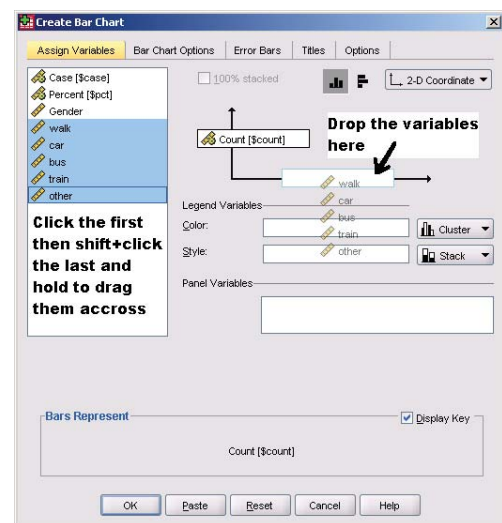 Create Bar Chart
Assign Variables Bar Chart Options Error Bars Titles Options
Case [$case]
Percent [$pct]
Gender
walk
car
bus
train
other
Click the first
then shift+click
the last and
hold to drag
them accross
100% stacked
2-D Coordinate
Count [$count]
Drop the variables
here
walk
car
bus
train
other
Legend Variables
Color:
Cluster
Style:
Stack
Panel Variables
Bars Represent
Display Key
Count [$count]
OK Paste Reset Cancel Help